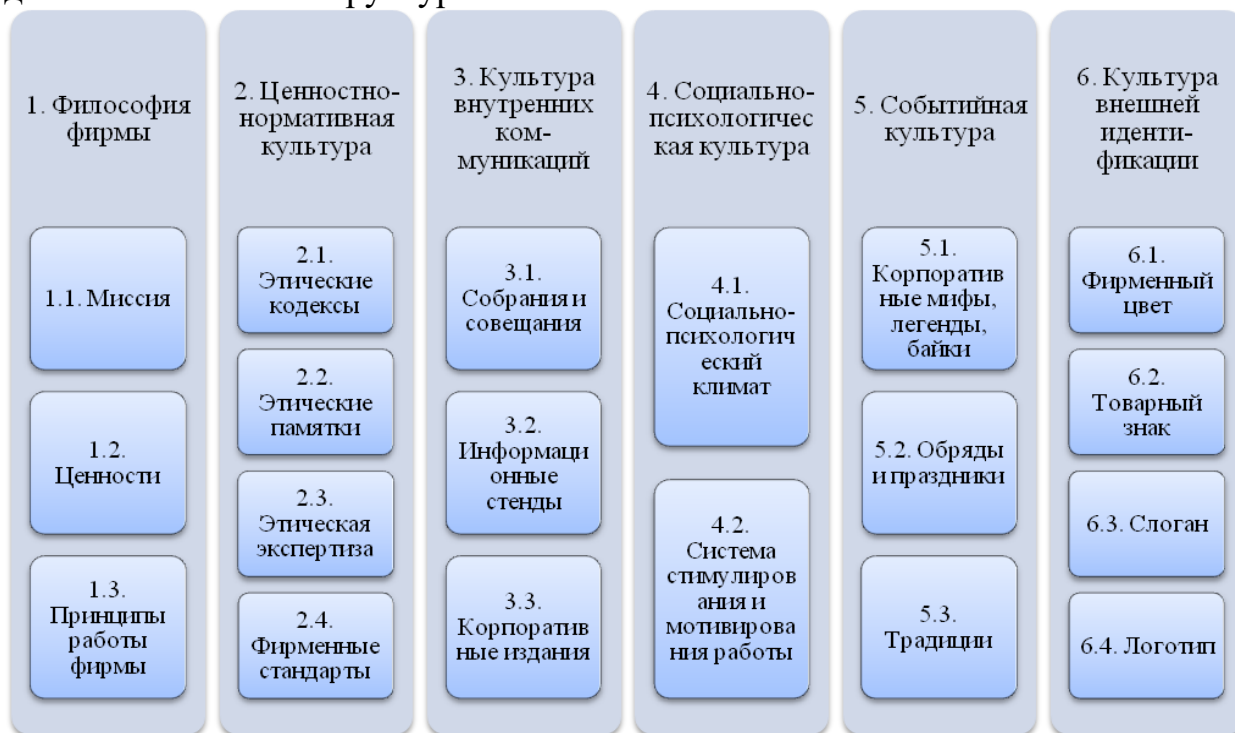 1. Философия
фирмы
1.1. Миссия
1.2.
Ценности
1.3.
Принципы
работы
фирмы
2. Ценностно-
нормативная
культура
2.1.
Этические
кодексы
2.2.
Этические
памятки
2.3.
Этическая
экспертиза
2.4.
Фирменные
стандарты
3. Культура
внутренних
ком-
муникаций
3.1.
Собрания и
совещания
3.2.
Информаци
онные
стенды
3.3.
Корпоратив
ные издания
4. Социально-
психологичес
кая культура
4.1.
Социально-
психологич
еский
климат
4.2.
Система
стимулиров
ания и
мотивирова
ния работы
5. Событийная
культура
5.1.
Корпоратив
ные мифы,
легенды,
байки
5.2. Обряды
и праздники
5.3.
Традиции
6. Культура
внешней
иденти-
фикации
6.1.
Фирменный
цвет
6.2.
Товарный
знак
6.3. Слоган
6.4. Логотип